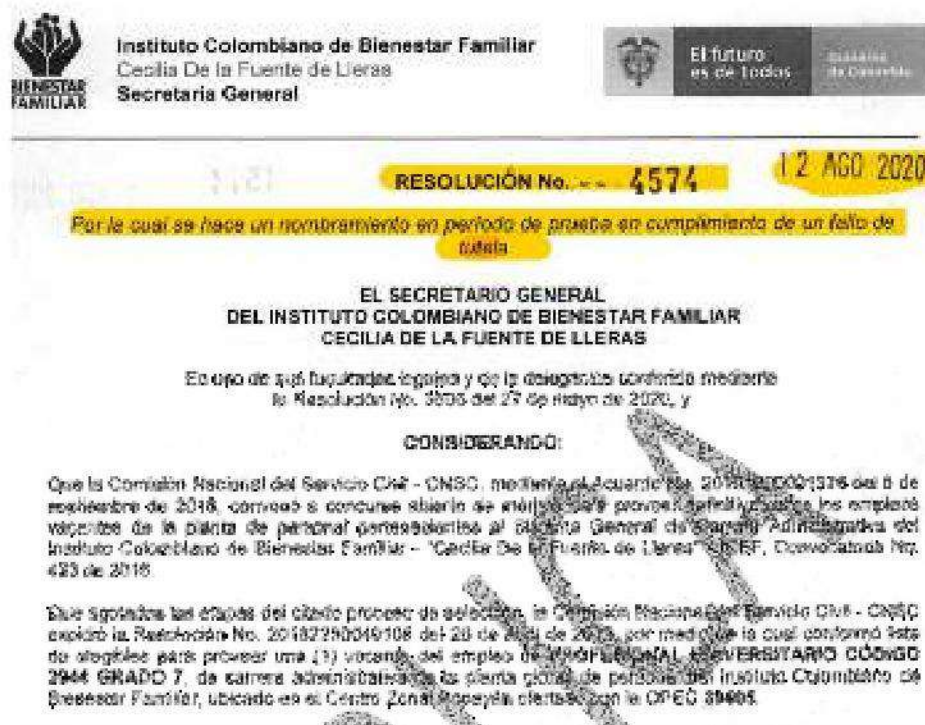 BIENESTAR
FAMILIAR
Instituto Colombiano de Bienestar Familiar
Cecilia De la Fuente de Lleras
Secretaria General
El futuro
es de todos
RESOLUCIÓN No. -- 4574
12 AGO 2020
Por la cual se hace un nombramiento en periodo de prueba en cumplimiento de un fallo de
tutela
EL SECRETARIO GENERAL
DEL INSTITUTO COLOMBIANO DE BIENESTAR FAMILIAR
CECILIA DE LA FUENTE DE LLERAS
En uso de sus facultades legales y de la delegación conferida mediante
la Resolución No. del 27 de mayo de 2020, y
CONSIDERANDO:
Que la Comisión Nacional del Servicio Civil - CNSC, mediante el Acuerdo No. del de
septiembre de 2016, convocó a concurso abierto de méritos para proveer definitivamente los empleos
vacantes de la planta de personal pertenecientes al Sistema General de Carrera Administrativa del
Instituto Colombiano de Bienestar Familiar - "Cecilia De la Fuente de Lleras" ICBF, Convocatoria No.
433 de 2016
Que agotadas las etapas del citado proceso de selección, la Comisión Nacional del Servicio Civil - CNSC
expidió la Resolución No. del de de por medio de la cual conformó lista
de elegibles para proveer una (1) vacante del empleo de PROFESIONAL UNIVERSITARIO CÓDIGO
2044 GRADO 7, de carrera administrativa de la planta global de personal del Instituto Colombiano de
Bienestar Familiar, ubicado en el Centro Zonal ofertado con la OPEC